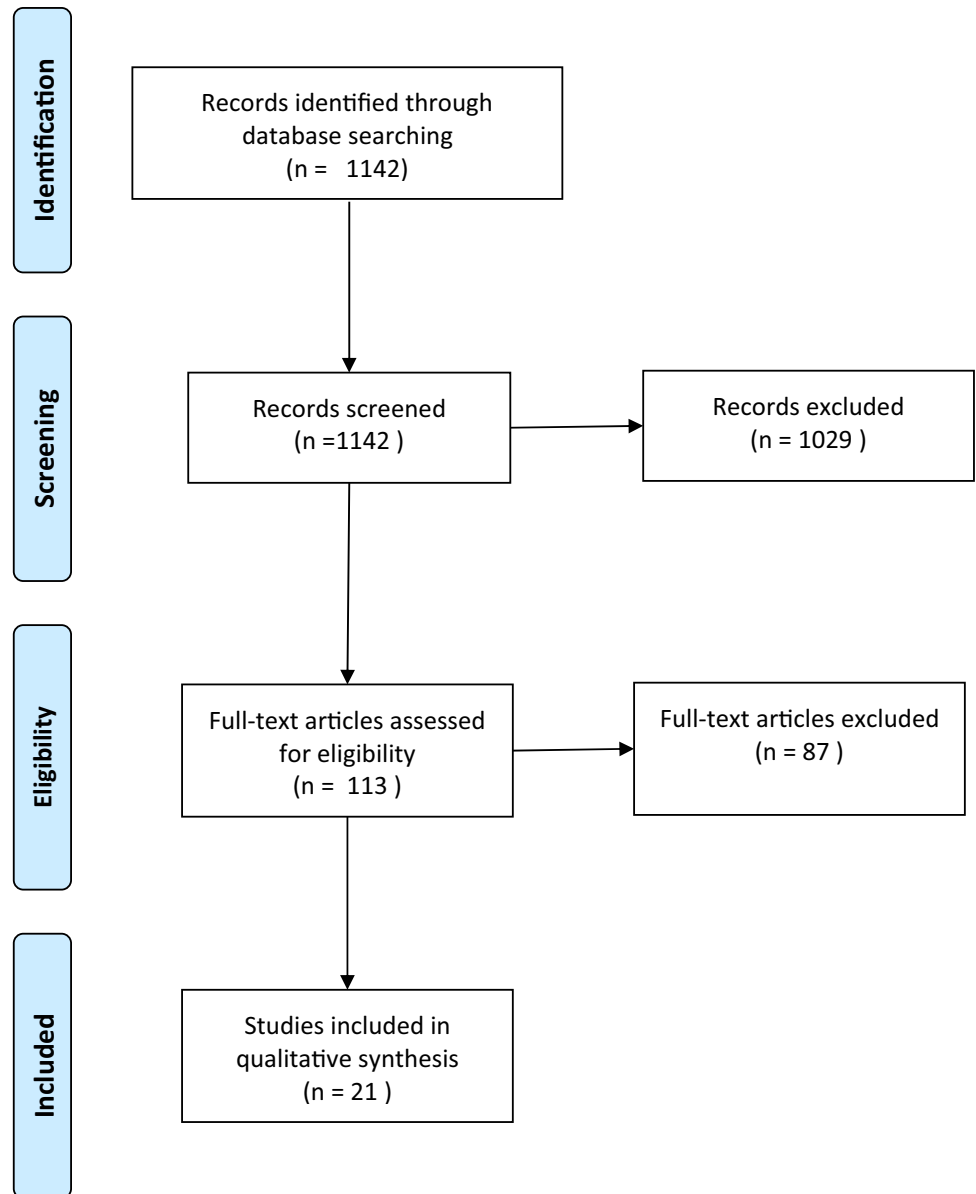 Identification
Records identified through
database searching
(n =   1142)
Screening
Records screened
(n =1142 )
Records excluded
(n = 1029 )
Eligibility
Full-text articles assessed
for eligibility
(n =  113 )
Full-text articles excluded
(n = 87 )
Included
Studies included in
qualitative synthesis
(n = 21 )